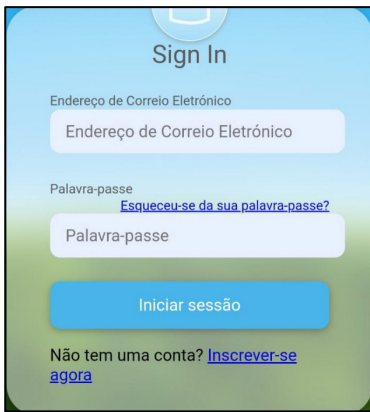 Sign In
Endereço de Correio Eletrónico
Endereço de Correio Eletrónico
Palavra-passe
Esqueceu-se da sua palavra-passe?
Palavra-passe
Iniciar sessão
Não tem uma conta? Inscrever-se
agora